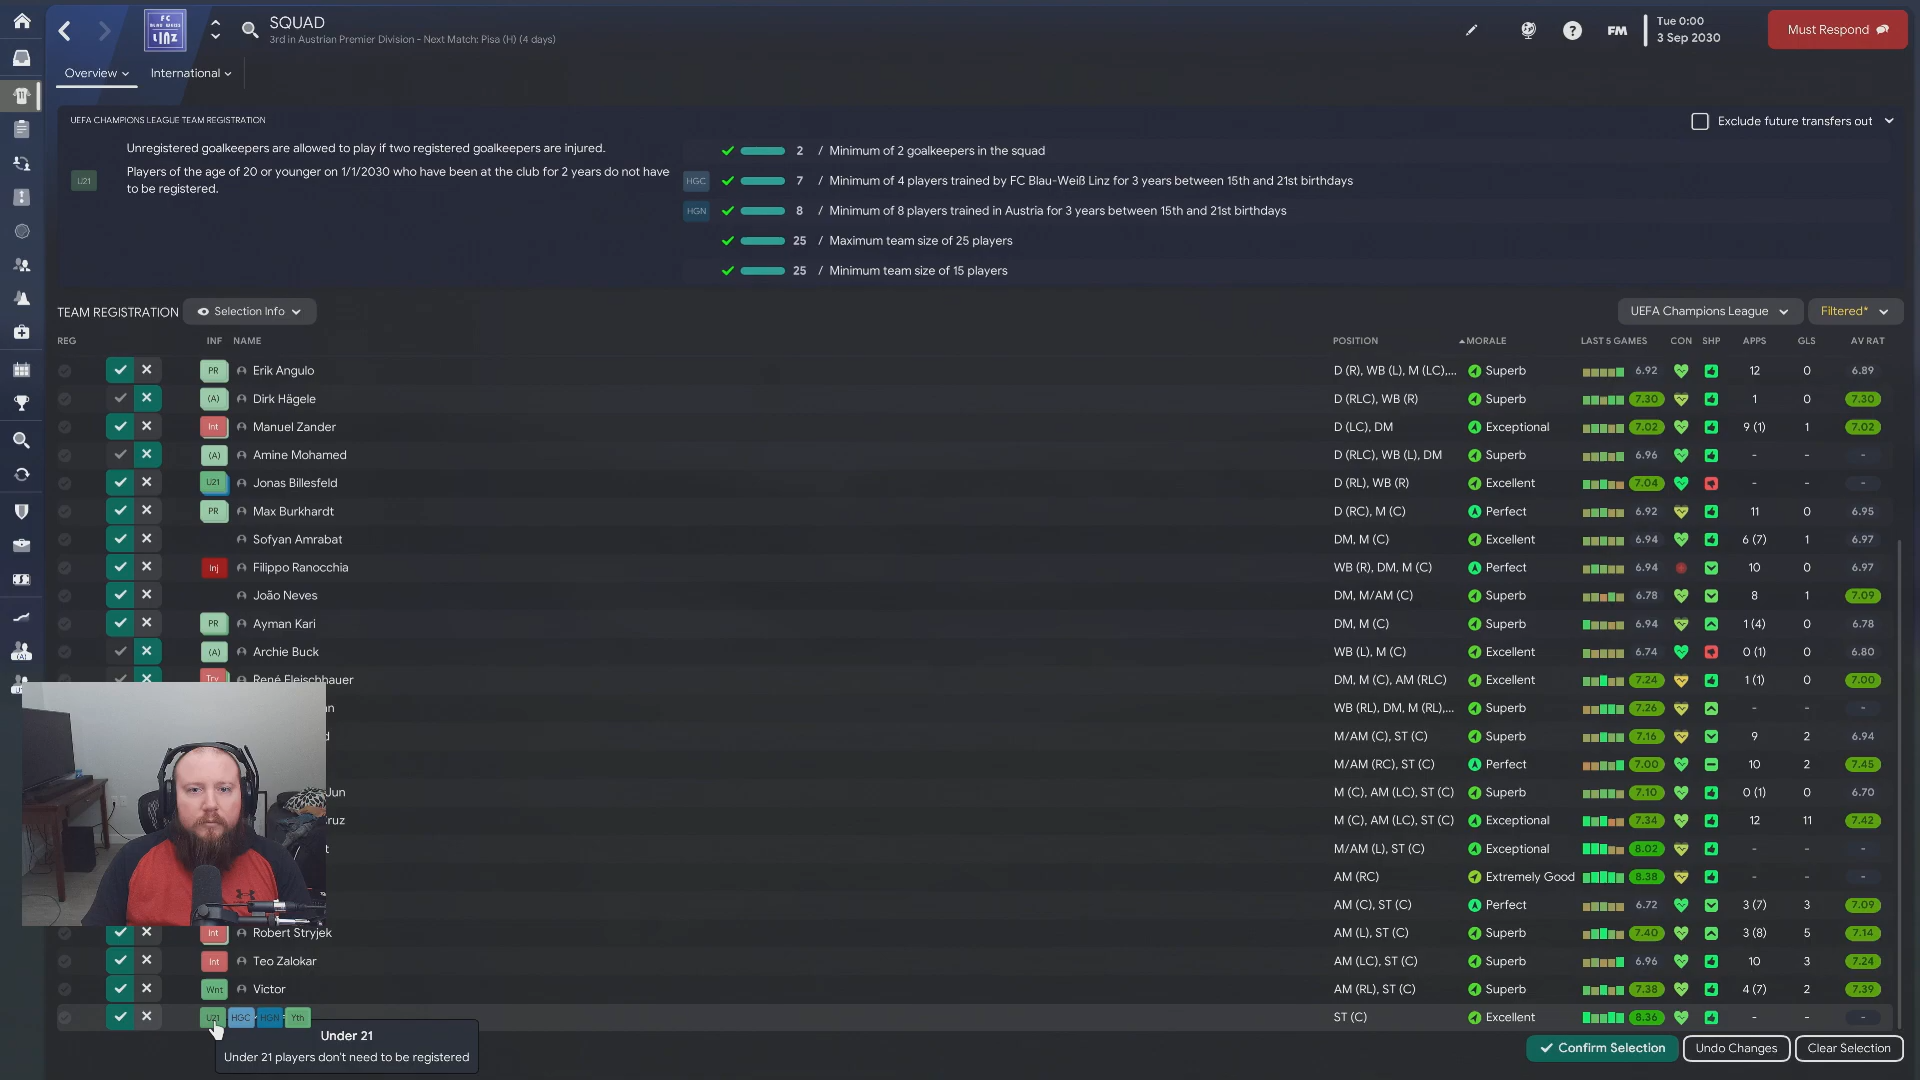 FC
BLAU WEISS
LINZ
SQUAD
3rd in Austrian Premier Division - Next Match: Pisa (H) (4 days)
FM
Tue 0:00
3 Sep 2030
Must Respond
Overview
International
UEFA CHAMPIONS LEAGUE TEAM REGISTRATION
Exclude future transfers out
Unregistered goalkeepers are allowed to play if two registered goalkeepers are injured.
U21 Players of the age of 20 or younger on 1/1/2030 who have been at the club for 2 years do not have
to be registered.
2 / Minimum of 2 goalkeepers in the squad
HGC 7 / Minimum of 4 players trained by FC Blau-Weiß Linz for 3 years between 15th and 21st birthdays
HGN 8 / Minimum of 8 players trained in Austria for 3 years between 15th and 21st birthdays
25 / Maximum team size of 25 players
25 / Minimum team size of 15 players
TEAM REGISTRATION Selection Info UEFA Champions League Filtered*
REG INF NAME POSITION MORALE LAST 5 GAMES CON SHP APPS GLS AV RAT
PR Erik Angulo D (R), WB (L), M (LC),... Superb 6.92 12 0 6.89
(A) Dirk Hägele D (RLC), WB (R) Superb 7.30 1 0 7.30
Int Manuel Zander D (LC), DM Exceptional 7.02 9 (1) 1 7.02
(A) Amine Mohamed D (RLC), WB (L), DM Superb 6.96 - - -
U21 Jonas Billesfeld D (RL), WB (R) Excellent 7.04 - - -
PR Max Burkhardt D (RC), M (C) Perfect 6.92 11 0 6.95
Sofyan Amrabat DM, M (C) Excellent 6.94 6 (7) 1 6.97
Inj Filippo Ranocchia WB (R), DM, M (C) Perfect 6.94 10 0 6.97
João Neves DM, M/AM (C) Superb 6.78 8 1 7.09
PR Ayman Kari DM, M (C) Superb 6.94 1 (4) 0 6.78
(A) Archie Buck WB (L), M (C) Excellent 6.74 0 (1) 0 6.80
Try René Fleischhauer DM, M (C), AM (RLC) Excellent 7.24 1 (1) 0 7.00
n WB (RL), DM, M (RL),... Superb 7.26 - - -
d M/AM (C), ST (C) Superb 7.16 9 2 6.94
M/AM (RC), ST (C) Perfect 7.00 10 2 7.45
Jun M (C), AM (LC), ST (C) Superb 7.10 0 (1) 0 6.70
ruz M (C), AM (LC), ST (C) Exceptional 7.34 12 11 7.42
t M/AM (L), ST (C) Exceptional 8.02 - - -
AM (RC) Extremely Good 8.38 - - -
AM (C), ST (C) Perfect 6.72 3 (7) 3 7.09
Int Robert Stryjek AM (L), ST (C) Superb 7.40 3 (8) 5 7.14
Int Teo Zalokar AM (LC), ST (C) Superb 6.96 10 3 7.24
Wnt Victor AM (RL), ST (C) Superb 7.38 4 (7) 2 7.39
U21 HGC HGN Yth ST (C) Excellent 8.36 - - -
Under 21
Under 21 players don't need to be registered
Confirm Selection
Undo Changes
Clear Selection